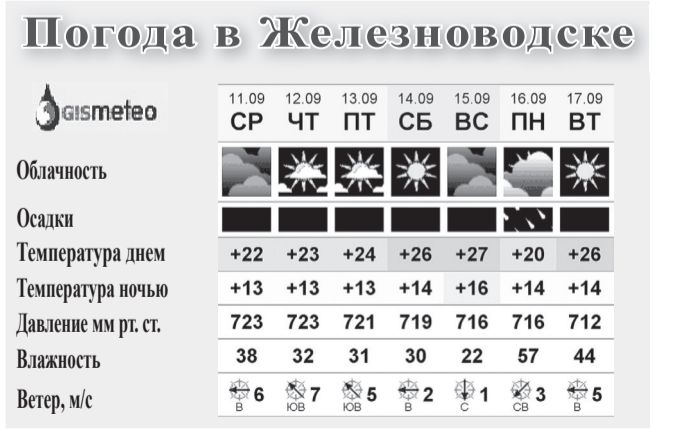 Погода в Железноводске
GISmeteo
11.09 12.09 13.09 14.09 15.09 16.09 17.09
СР ЧТ ПТ СБ ВС ПН ВТ
Облачность
Осадки
Температура днем +22 +23 +24 +26 +27 +20 +26
Температура ночью +13 +13 +13 +14 +16 +14 +14
Давление мм рт. ст. 723 723 721 719 716 716 712
Влажность 38 32 31 30 22 57 44
Ветер, м/с 6 7 5 2 1 3 5
В ЮВ ЮВ В С СВ В